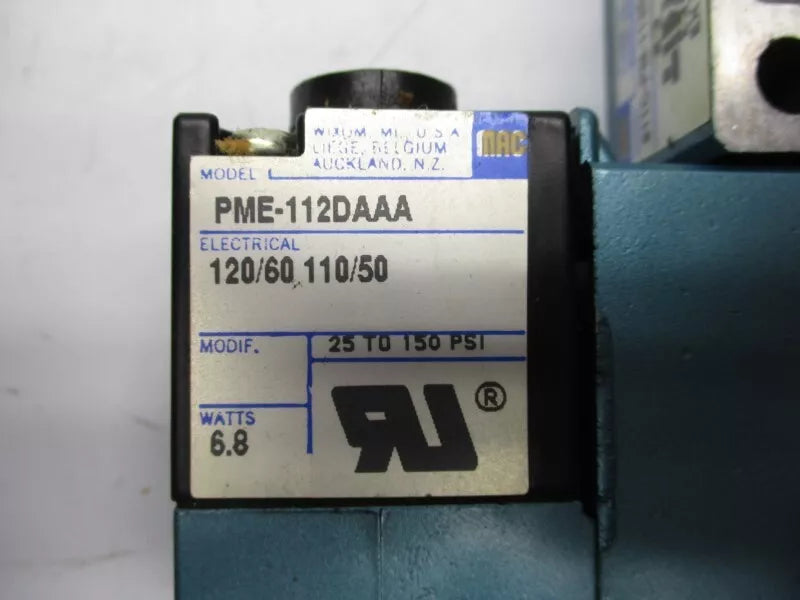 WIXOM, MI., U.S.A
LIEGE, BELGIUM
AUCKLAND, N.Z.
MAC
MODEL
PME-112DAAA
ELECTRICAL
120/60 110/50
MODIF.
25 TO 150 PSI
WATTS
6.8
UR
®